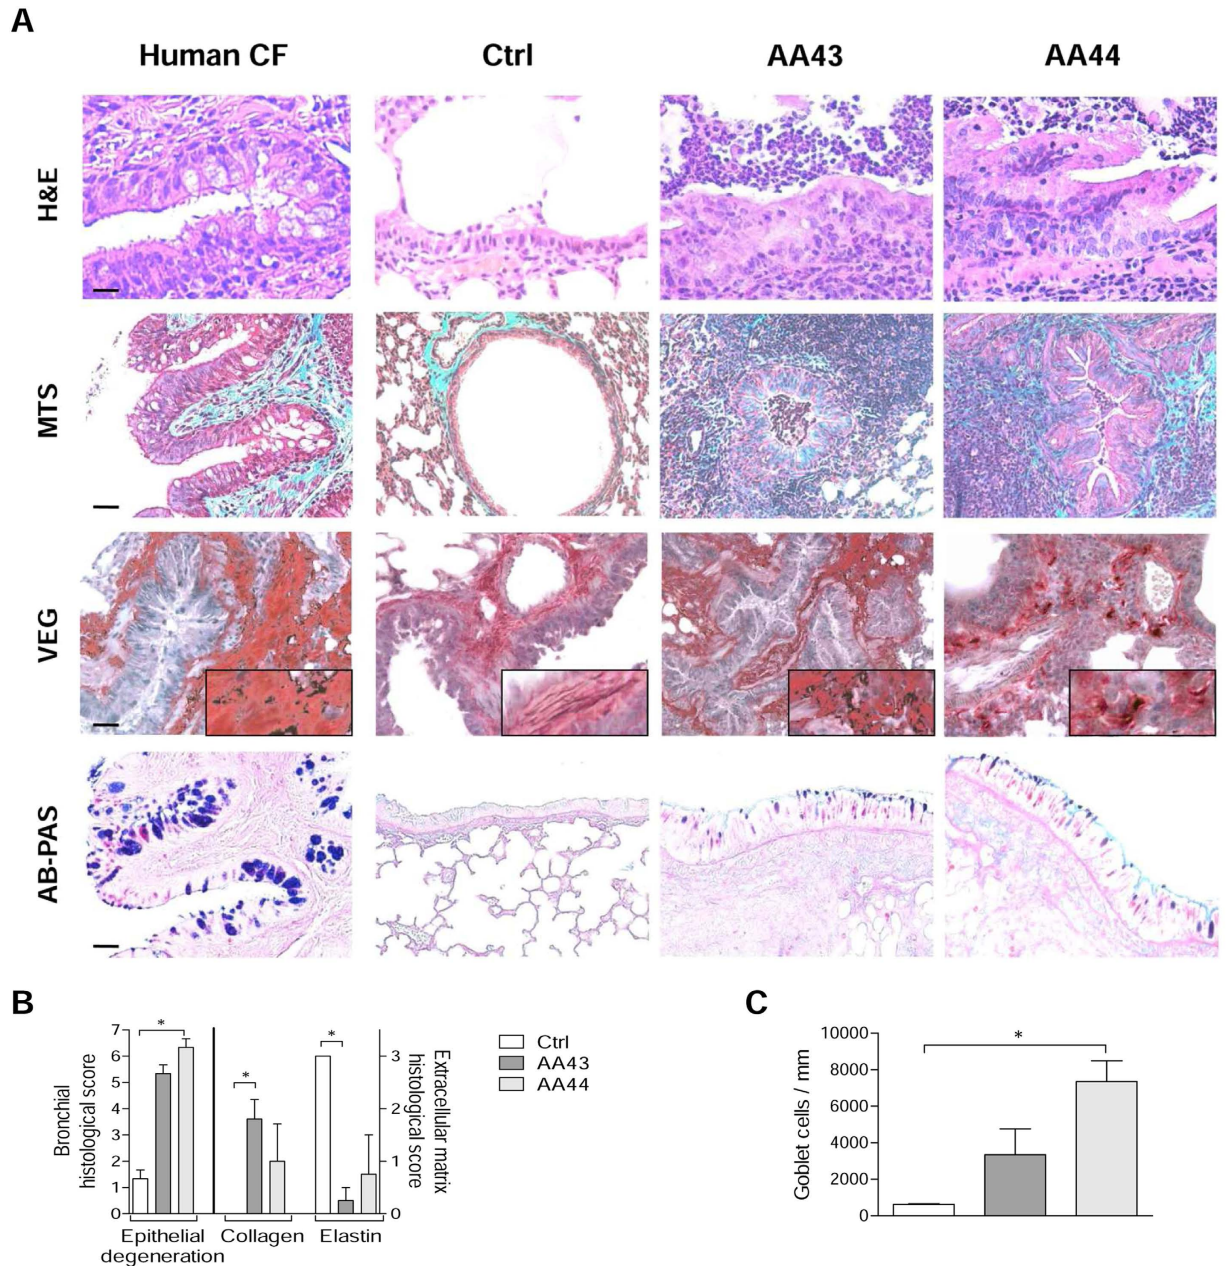 A
Human CF
Ctrl
AA43
AA44
H&E
MTS
VEG
AB-PAS
B
Bronchial
histological score
7
6
5
4
3
2
1
0
*
*
*
3
2
1
0
Extracellular matrix
histological score
Epithelial
degeneration
Collagen
Elastin
Ctrl
AA43
AA44
C
Goblet cells / mm
10000
8000
6000
4000
2000
0
*